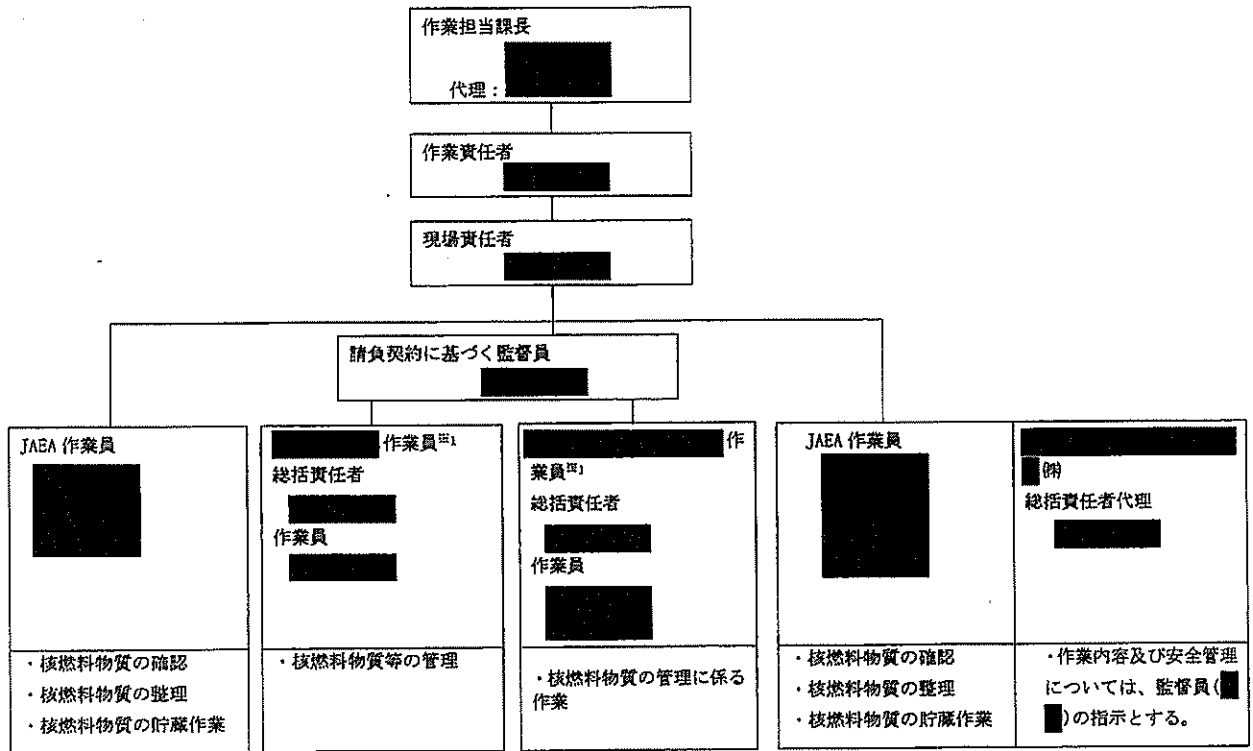 作業担当課長
代理：
作業責任者
現場責任者
請負契約に基づく監督員
JAEA 作業員
・核燃料物質の確認
・核燃料物質の整理
・核燃料物質の貯蔵作業
作業員※1
総括責任者
作業員
・核燃料物質等の管理
作
業員※1
総括責任者
作業員
・核燃料物質の管理に係る
作業
JAEA 作業員
・核燃料物質の確認
・核燃料物質の整理
・核燃料物質の貯蔵作業
㈱
総括責任者代理
・作業内容及び安全管理
については、監督員(
)の指示とする。